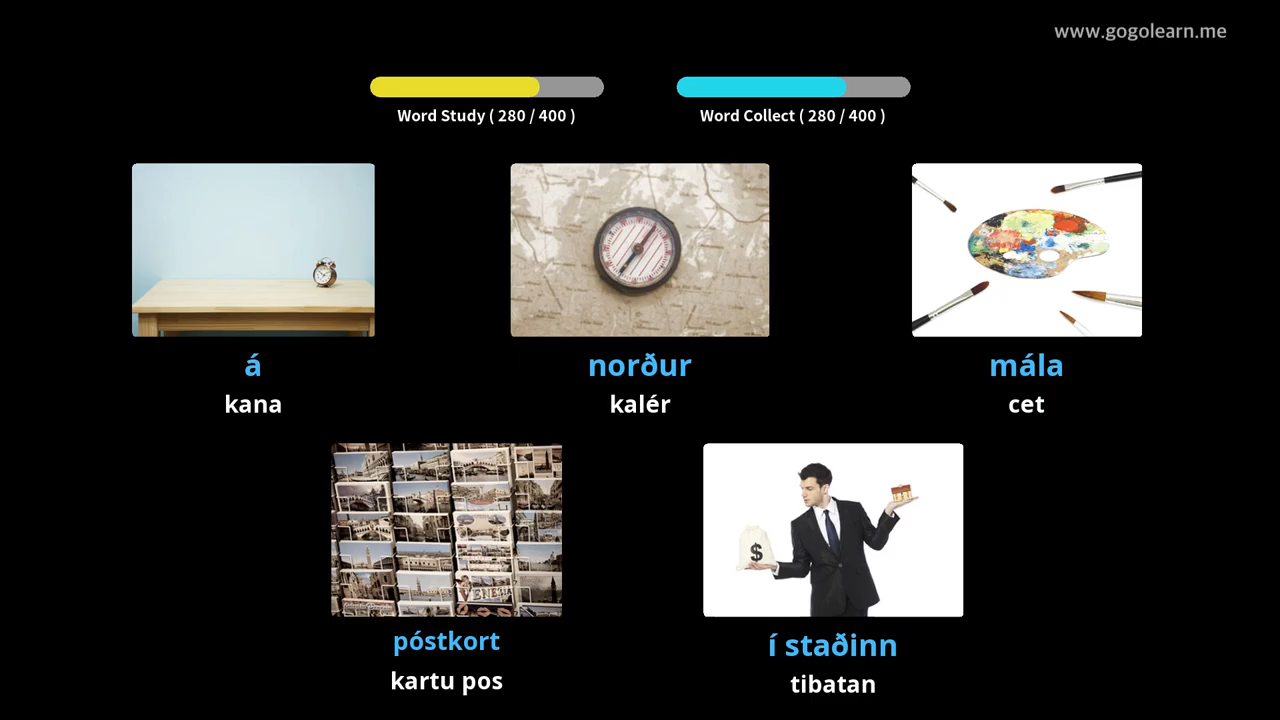 www.gogolearn.me
Word Study ( 280 / 400 )
Word Collect ( 280 / 400 )
á
kana
norður
kalér
mála
cet
$
póstkort
kartu pos
í staðinn
tibatan